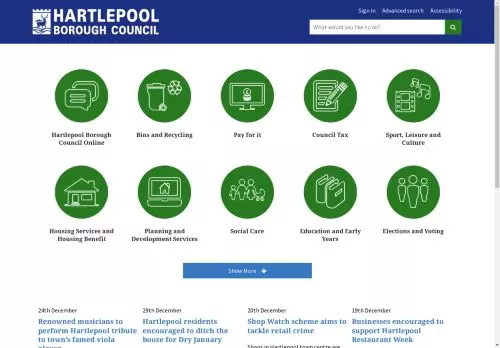 HARTLEPOOL
BOROUGH COUNCIL
Sign in Advanced search Accessibility
What would you like to do?
Hartlepool Borough
Council Online
Bins and Recycling
Pay for it
Council Tax
Sport, Leisure and
Culture
Housing Services and
Housing Benefit
Planning and
Development Services
Social Care
Education and Early
Years
Elections and Voting
Show More
24th December
Renowned musicians to
perform Hartlepool tribute
to town's famed viola
29th December
Hartlepool residents
encouraged to ditch the
booze for Dry January
20th December
Shop Watch scheme aims to
tackle retail crime
Shops in Hartlepool town centre are
19th December
Businesses encouraged to
support Hartlepool
Restaurant Week